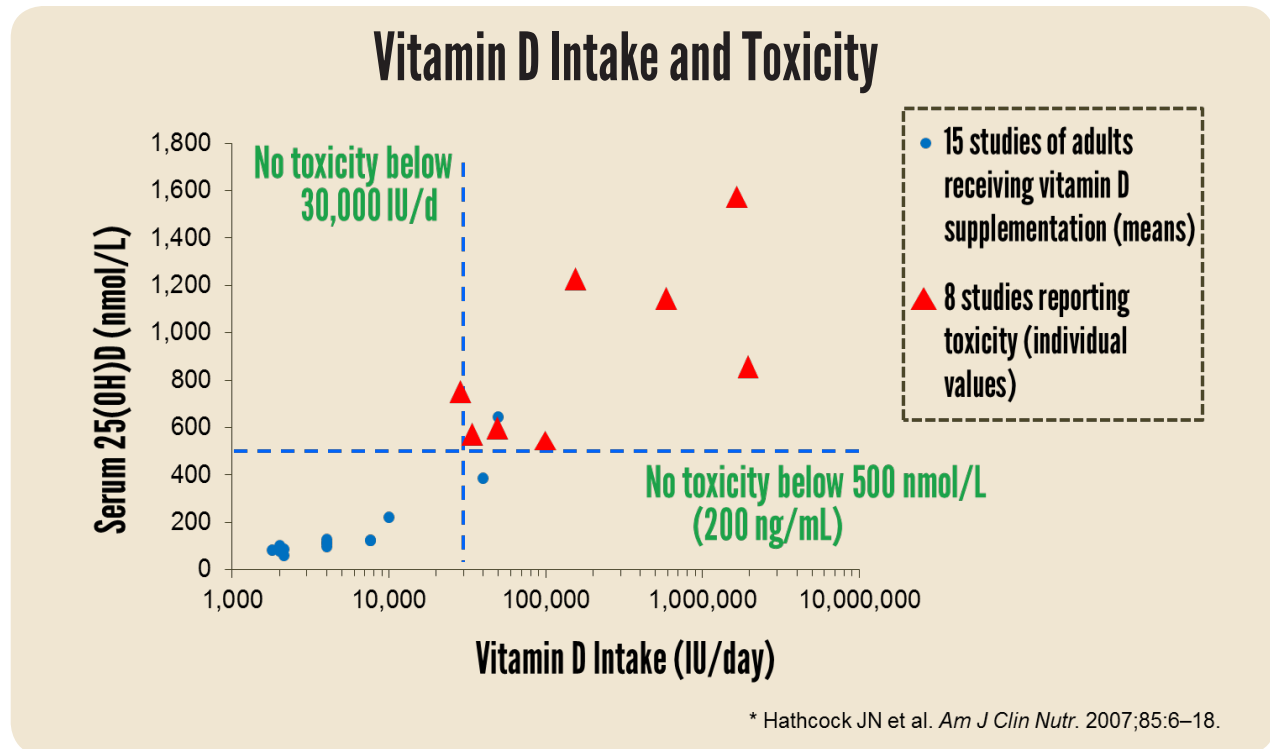 Vitamin D Intake and Toxicity
1,800
1,600
1,400
1,200
1,000
800
600
400
200
0
Serum 25(OH)D (nmol/L)
No toxicity below
30,000 IU/d
No toxicity below 500 nmol/L
(200 ng/mL)
1,000
10,000
100,000
1,000,000
10,000,000
Vitamin D Intake (IU/day)
15 studies of adults
receiving vitamin D
supplementation (means)
8 studies reporting
toxicity (individual
values)
* Hathcock JN et al. Am J Clin Nutr. 2007;85:6–18.